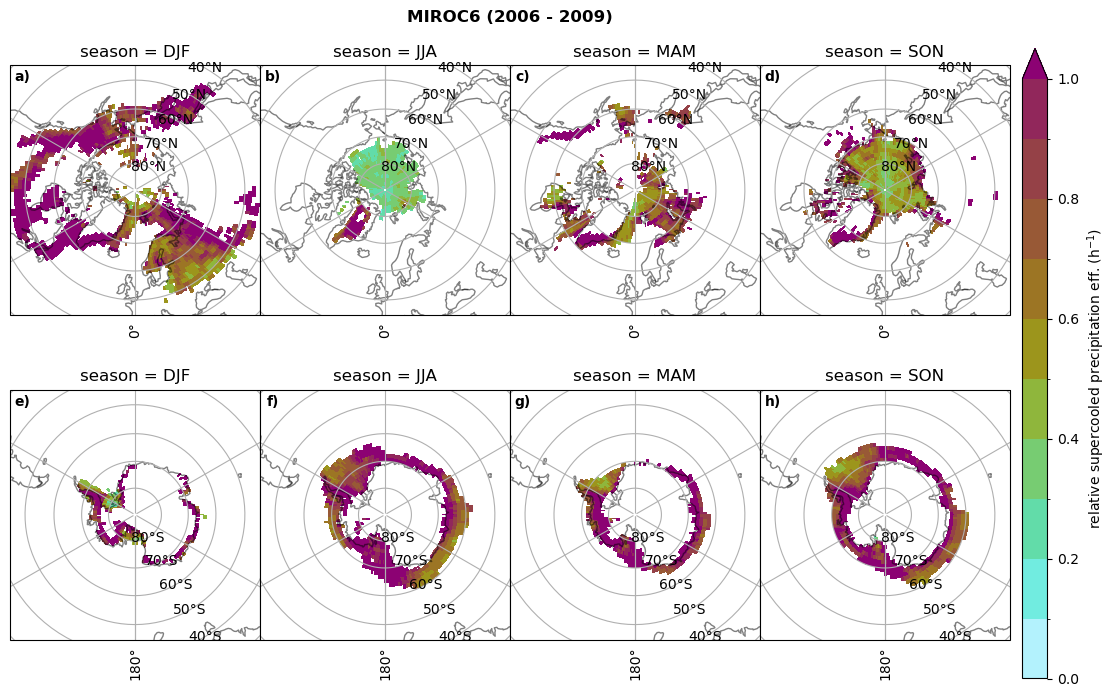 MIROC6 (2006 - 2009)
season = DJF
season = JJA
season = MAM
season = SON
a)
40°N
50°N
60°N
70°N
80°N
0°
b)
40°N
50°N
60°N
70°N
80°N
0°
c)
40°N
50°N
60°N
70°N
80°N
0°
d)
40°N
50°N
60°N
70°N
80°N
0°
season = DJF
season = JJA
season = MAM
season = SON
e)
80°S
70°S
60°S
50°S
40°S
180°
f)
80°S
70°S
60°S
50°S
40°S
180°
g)
80°S
70°S
60°S
50°S
40°S
180°
h)
80°S
70°S
60°S
50°S
40°S
180°
1.0
0.8
0.6
0.4
0.2
0.0
relative supercooled precipitation eff. (h⁻¹)